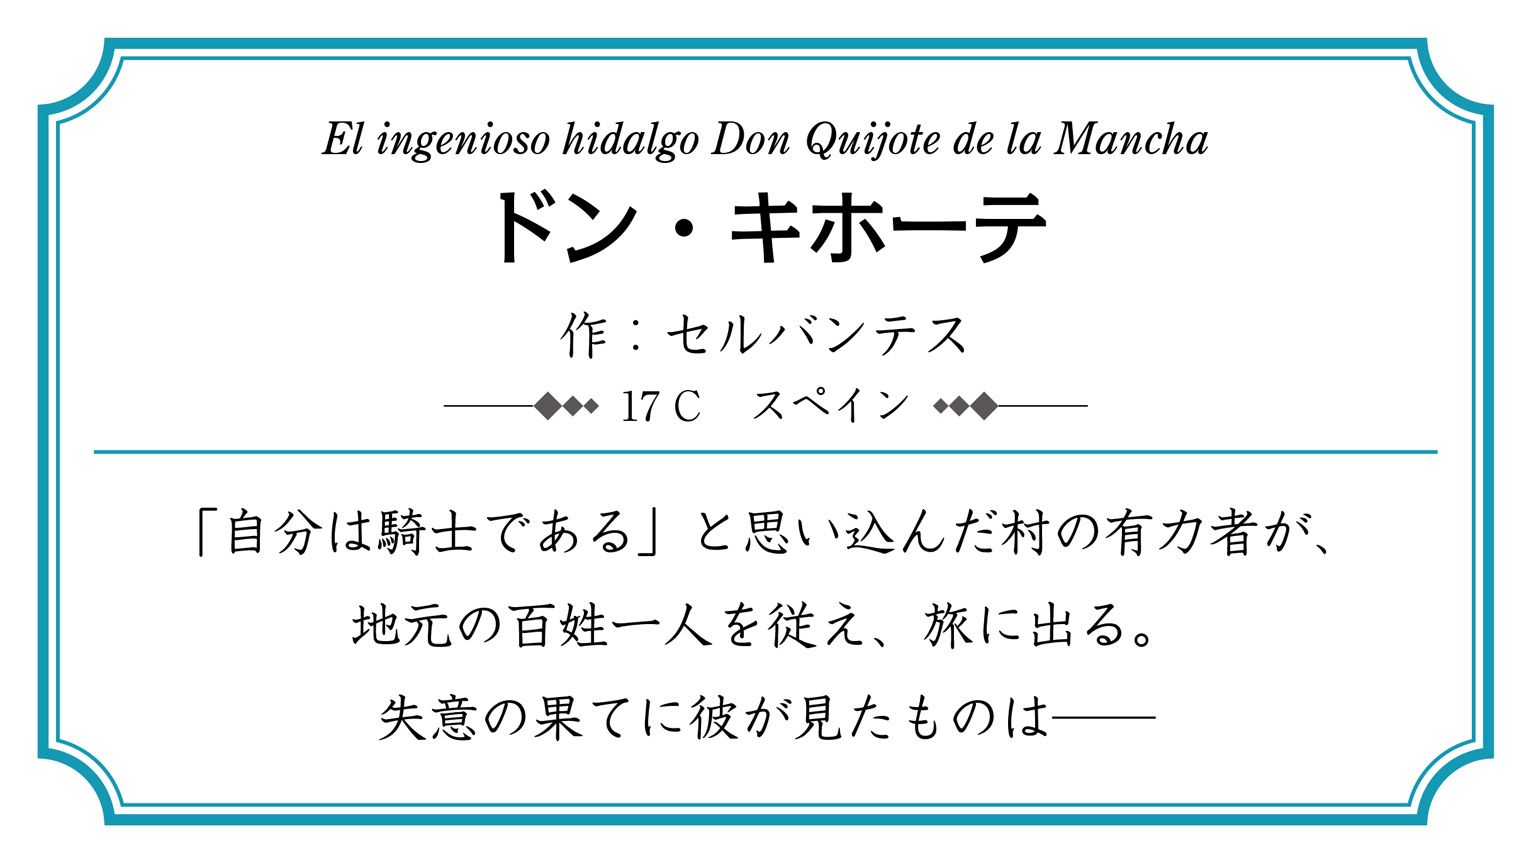 El ingenioso hidalgo Don Quijote de la Mancha
ドン・キホーテ
作：セルバンテス
17 C　スペイン
「自分は騎士である」と思い込んだ村の有力者が、
地元の百姓一人を従え、旅に出る。
失意の果てに彼が見たものは――